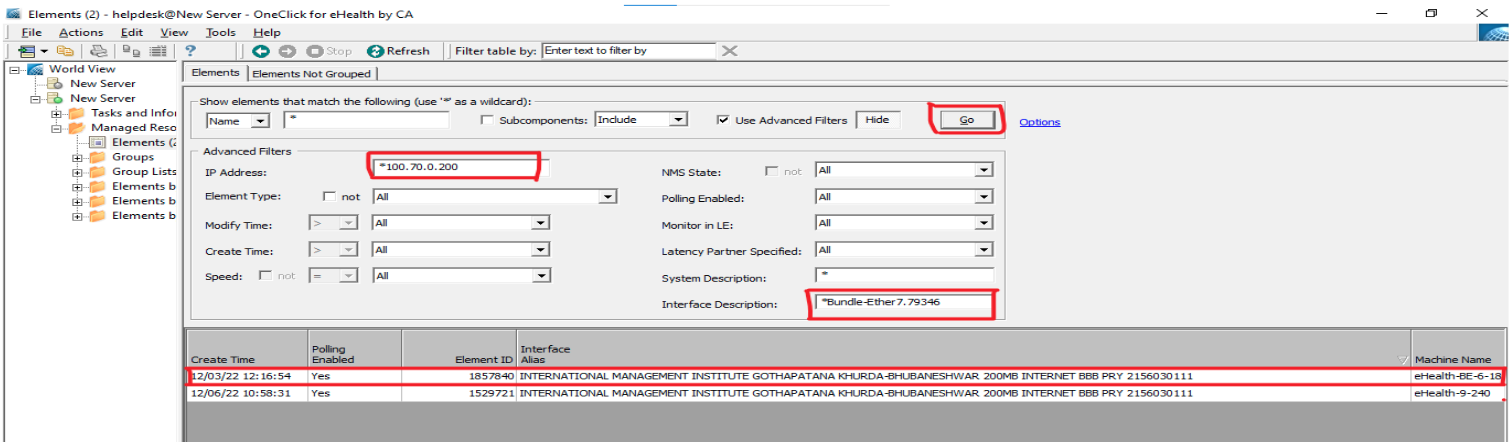 Elements (2) - helpdesk@New Server - OneClick for eHealth by CA
File Actions Edit View Tools Help
? Stop Refresh Filter table by: Enter text to filter by
World View
New Server
New Server
Tasks and Infor
Managed Reso
Elements (2
Groups
Group Lists
Elements b
Elements b
Elements b
Elements Elements Not Grouped
Show elements that match the following (use '*' as a wildcard):
Name * Subcomponents: Include Use Advanced Filters Hide Go Options
Advanced Filters
IP Address: *100.70.0.200 NMS State: not All
Element Type: not All Polling Enabled: All
Modify Time: > All Monitor in LE: All
Create Time: > All Latency Partner Specified: All
Speed: not = All System Description: *
Interface Description: *Bundle-Ether7.79346
Create Time Polling Enabled Element ID Interface Alias Machine Name
12/03/22 12:16:54 Yes 1857840 INTERNATIONAL MANAGEMENT INSTITUTE GOTHAPATANA KHURDA-BHUBANESHWAR 200MB INTERNET BBB PRY 2156030111 eHealth-BE-6-18
12/06/22 10:58:31 Yes 1529721 INTERNATIONAL MANAGEMENT INSTITUTE GOTHAPATANA KHURDA-BHUBANESHWAR 200MB INTERNET BBB PRY 2156030111 eHealth-9-240